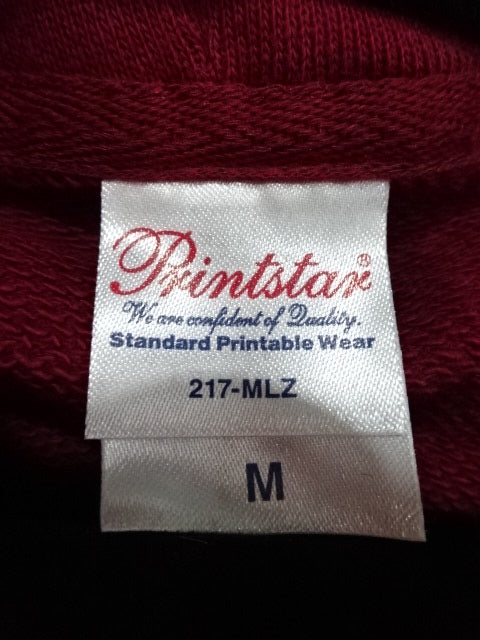 Printstar®
We are confident of Quality.
Standard Printable Wear
217-MLZ
M